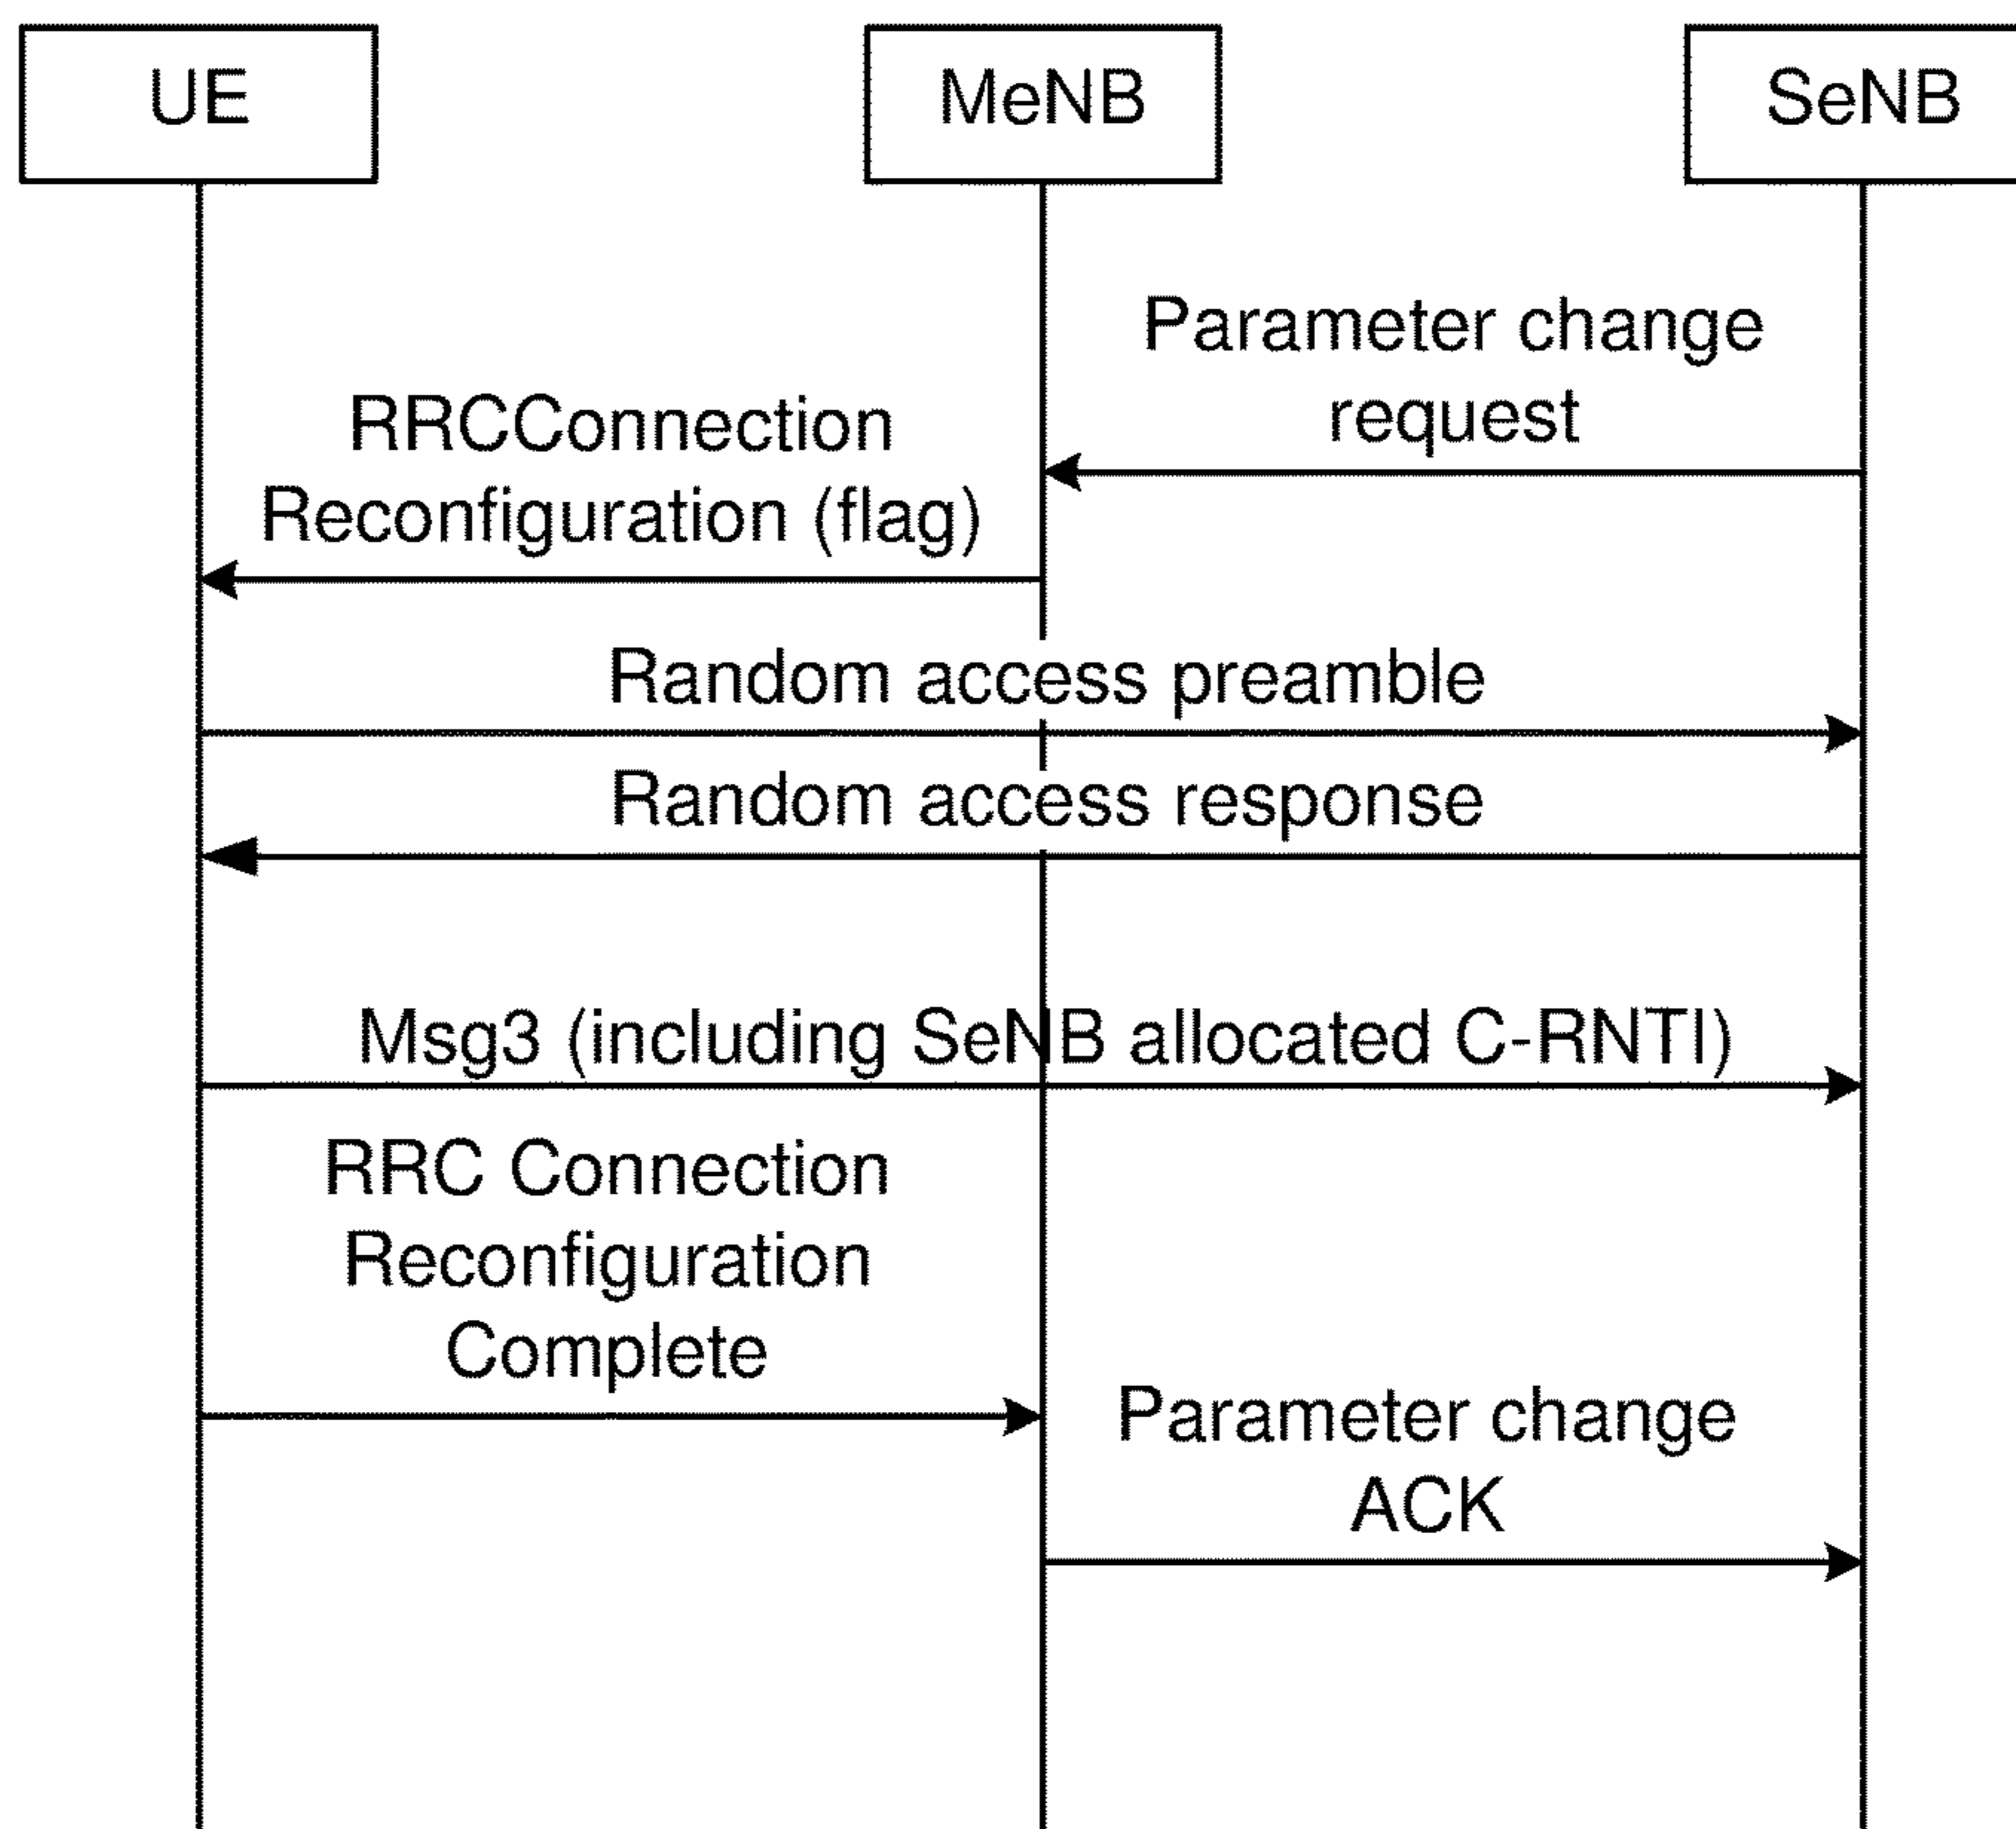 UE
MeNB
SeNB
Parameter change
request
RRCConnection
Reconfiguration (flag)
Random access preamble
Random access response
Msg3 (including SeNB allocated C-RNTI)
RRC Connection
Reconfiguration
Complete
Parameter change
ACK